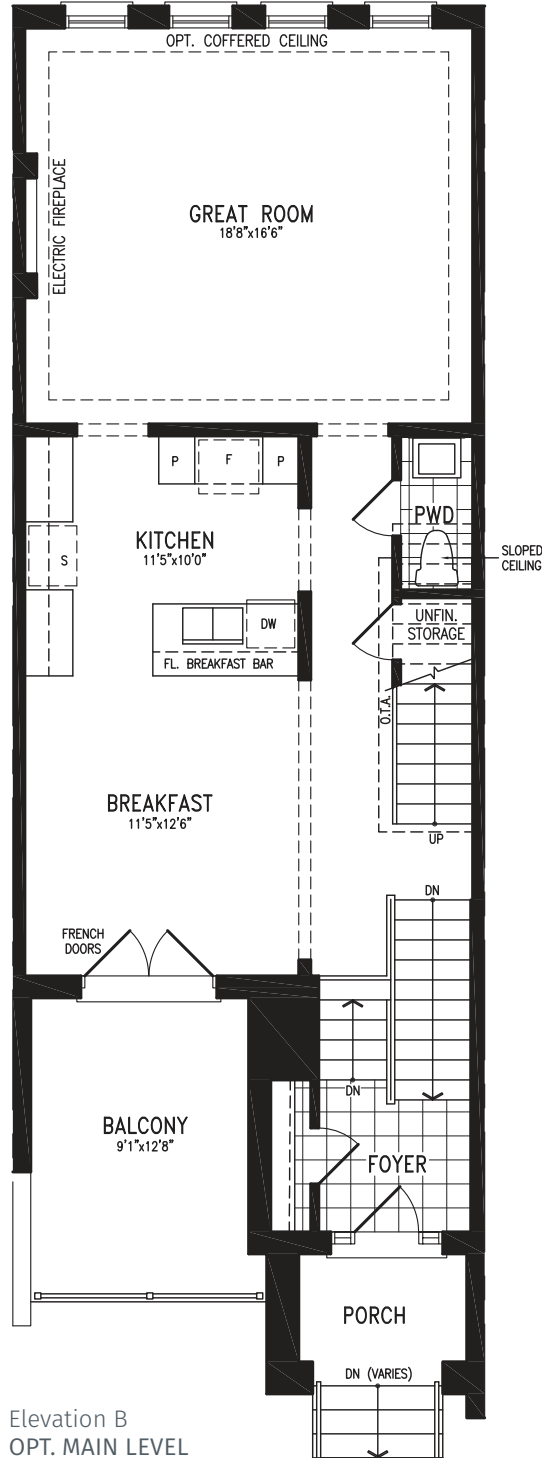 OPT. COFFERED CEILING
ELECTRIC FIREPLACE
GREAT ROOM
18'8"x16'6"
P
F
P
KITCHEN
11'5"x10'0"
S
PWD
SLOPED
CEILING
DW
FL. BREAKFAST BAR
UNFIN.
STORAGE
O.T.A.
UP
BREAKFAST
11'5"x12'6"
DN
FRENCH
DOORS
DN
BALCONY
9'1"x12'8"
FOYER
PORCH
DN (VARIES)
Elevation B
OPT. MAIN LEVEL